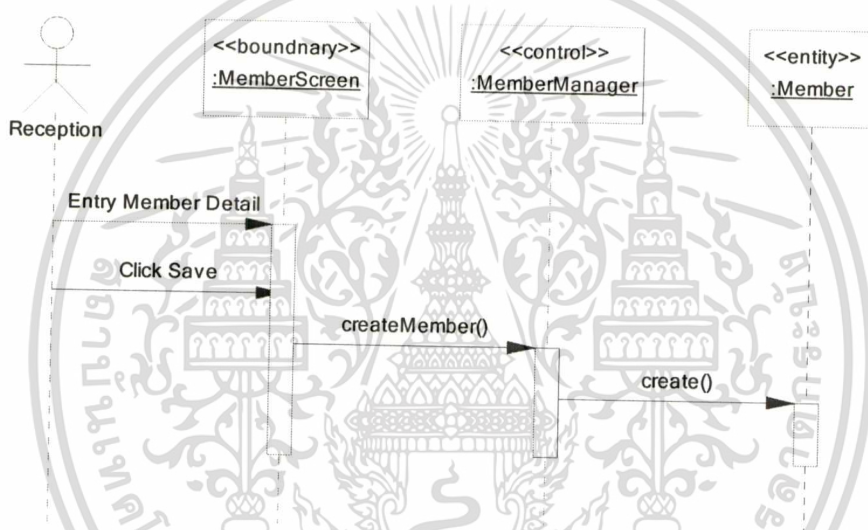 <<boundnary>>
:MemberScreen
<<control>>
:MemberManager
<<entity>>
:Member
Reception
Entry Member Detail
Click Save
createMember()
create()